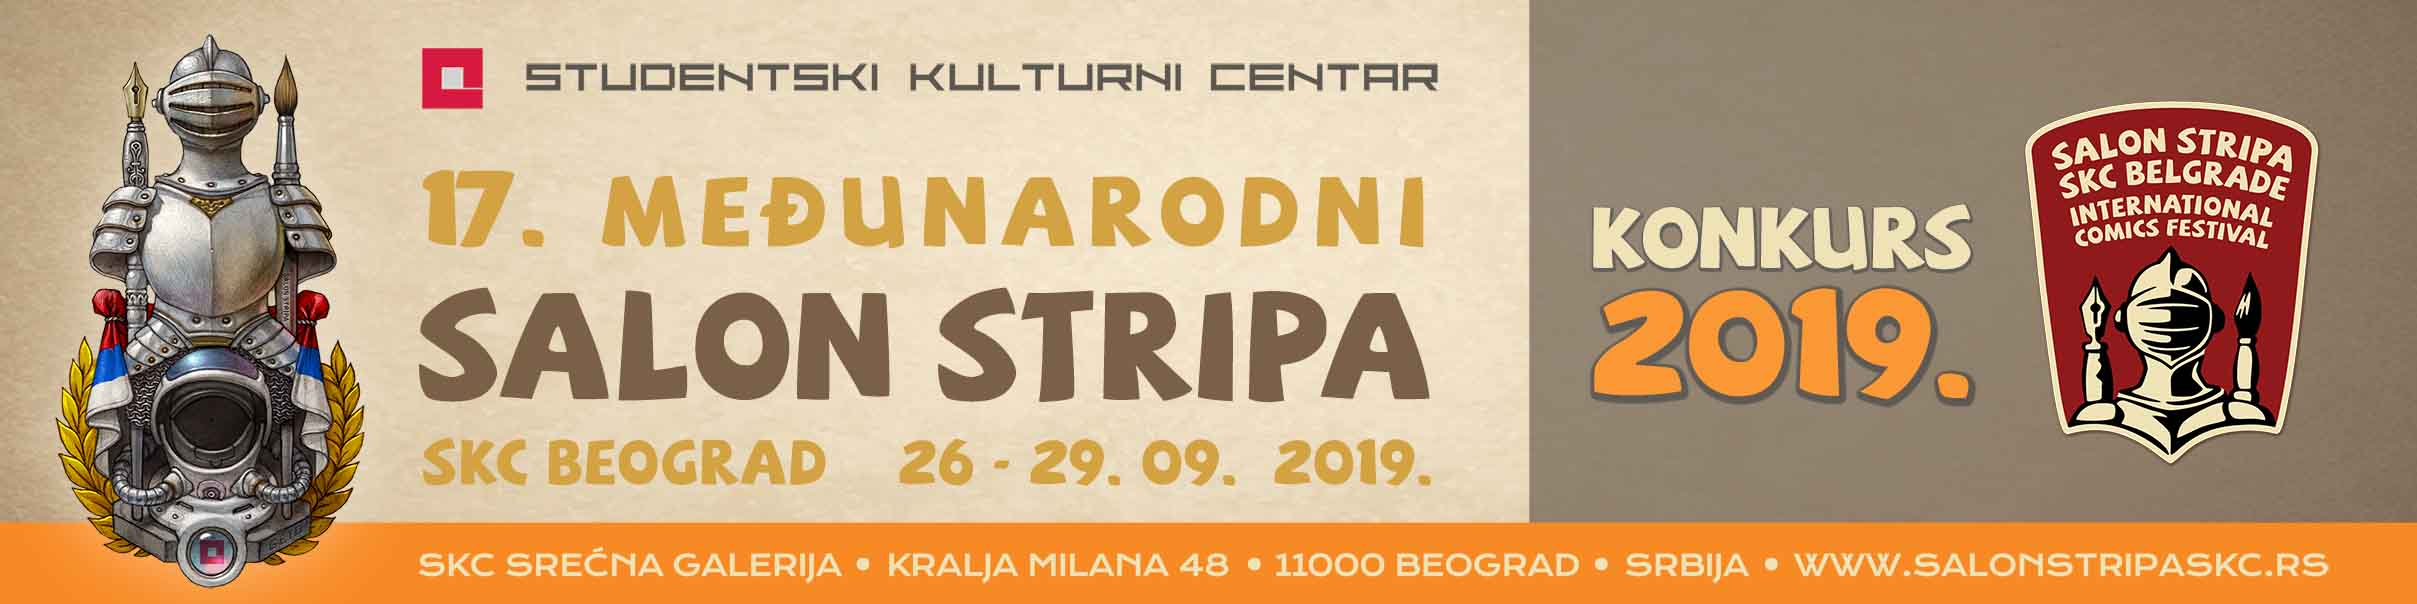 STUDENTSKI KULTURNI CENTAR
17. MEĐUNARODNI
SALON STRIPA
SKC BEOGRAD 26 - 29. 09. 2019.
KONKURS
2019.
SALON STRIPA
SKC BELGRADE
INTERNATIONAL
COMICS FESTIVAL
SKC SREĆNA GALERIJA • KRALJA MILANA 48 • 11000 BEOGRAD • SRBIJA • WWW.SALONSTRIPASKC.RS